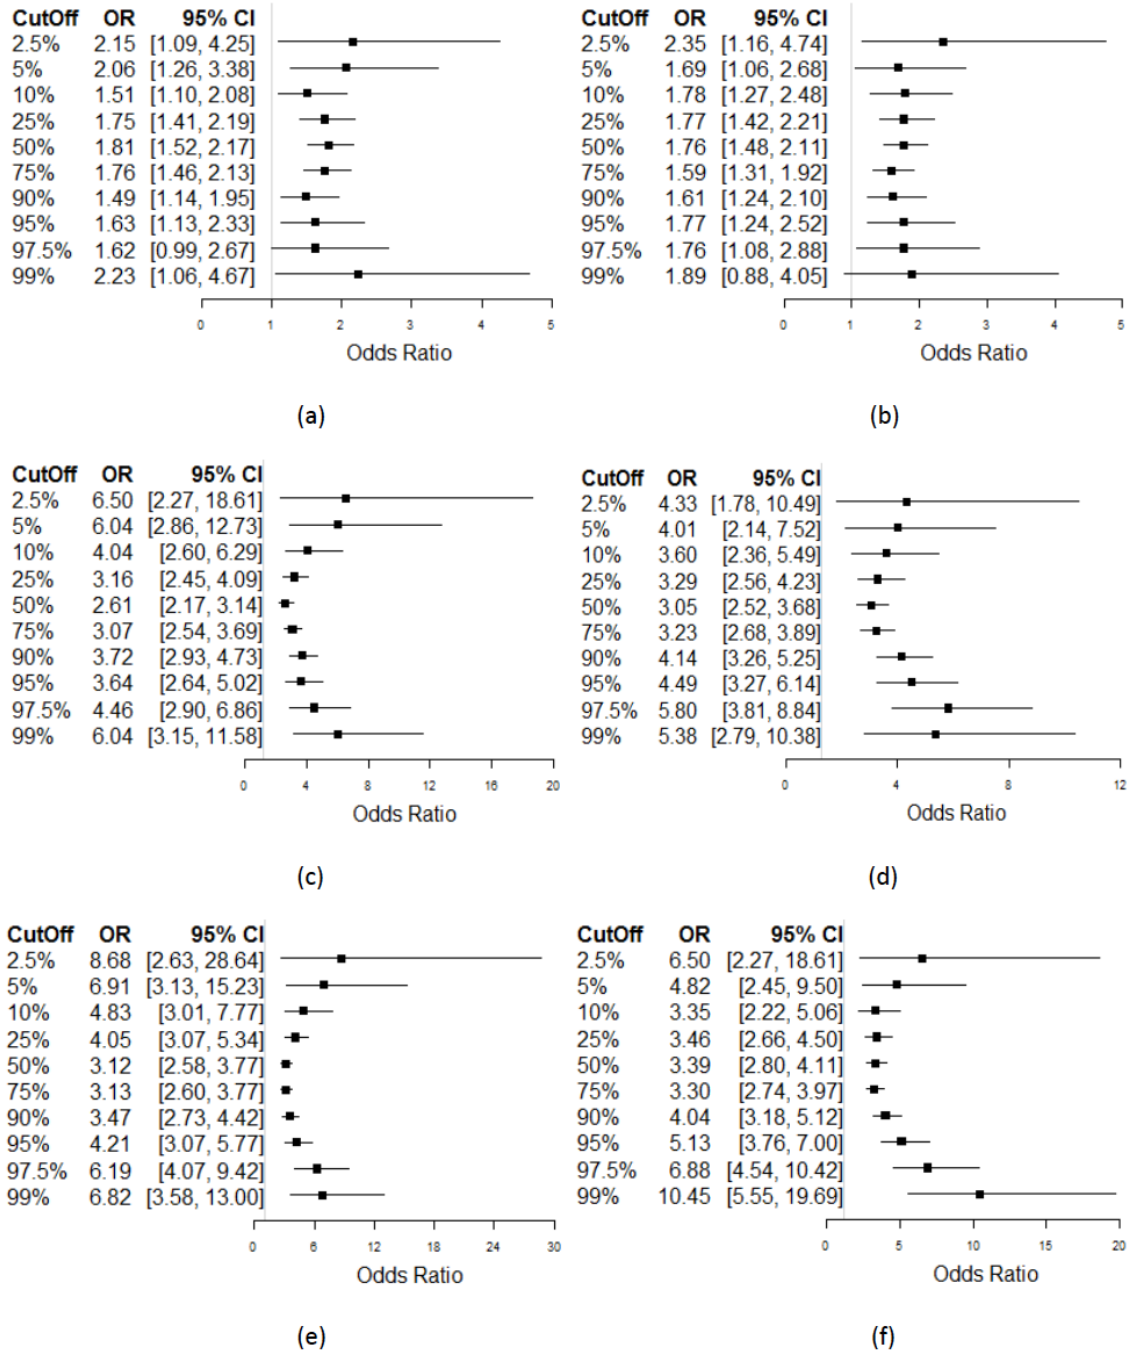 CutOff OR 95% CI
2.5% 2.15 [1.09, 4.25]
5% 2.06 [1.26, 3.38]
10% 1.51 [1.10, 2.08]
25% 1.75 [1.41, 2.19]
50% 1.81 [1.52, 2.17]
75% 1.76 [1.46, 2.13]
90% 1.49 [1.14, 1.95]
95% 1.63 [1.13, 2.33]
97.5% 1.62 [0.99, 2.67]
99% 2.23 [1.06, 4.67]
0 1 2 3 4 5
Odds Ratio
(a)
CutOff OR 95% CI
2.5% 2.35 [1.16, 4.74]
5% 1.69 [1.06, 2.68]
10% 1.78 [1.27, 2.48]
25% 1.77 [1.42, 2.21]
50% 1.76 [1.48, 2.11]
75% 1.59 [1.31, 1.92]
90% 1.61 [1.24, 2.10]
95% 1.77 [1.24, 2.52]
97.5% 1.76 [1.08, 2.88]
99% 1.89 [0.88, 4.05]
0 1 2 3 4 5
Odds Ratio
(b)
CutOff OR 95% CI
2.5% 6.50 [2.27, 18.61]
5% 6.04 [2.86, 12.73]
10% 4.04 [2.60, 6.29]
25% 3.16 [2.45, 4.09]
50% 2.61 [2.17, 3.14]
75% 3.07 [2.54, 3.69]
90% 3.72 [2.93, 4.73]
95% 3.64 [2.64, 5.02]
97.5% 4.46 [2.90, 6.86]
99% 6.04 [3.15, 11.58]
0 4 8 12 16 20
Odds Ratio
(c)
CutOff OR 95% CI
2.5% 4.33 [1.78, 10.49]
5% 4.01 [2.14, 7.52]
10% 3.60 [2.36, 5.49]
25% 3.29 [2.56, 4.23]
50% 3.05 [2.52, 3.68]
75% 3.23 [2.68, 3.89]
90% 4.14 [3.26, 5.25]
95% 4.49 [3.27, 6.14]
97.5% 5.80 [3.81, 8.84]
99% 5.38 [2.79, 10.38]
0 4 8 12
Odds Ratio
(d)
CutOff OR 95% CI
2.5% 8.68 [2.63, 28.64]
5% 6.91 [3.13, 15.23]
10% 4.83 [3.01, 7.77]
25% 4.05 [3.07, 5.34]
50% 3.12 [2.58, 3.77]
75% 3.13 [2.60, 3.77]
90% 3.47 [2.73, 4.42]
95% 4.21 [3.07, 5.77]
97.5% 6.19 [4.07, 9.42]
99% 6.82 [3.58, 13.00]
0 6 12 18 24 30
Odds Ratio
(e)
CutOff OR 95% CI
2.5% 6.50 [2.27, 18.61]
5% 4.82 [2.45, 9.50]
10% 3.35 [2.22, 5.06]
25% 3.46 [2.66, 4.50]
50% 3.39 [2.80, 4.11]
75% 3.30 [2.74, 3.97]
90% 4.04 [3.18, 5.12]
95% 5.13 [3.76, 7.00]
97.5% 6.88 [4.54, 10.42]
99% 10.45 [5.55, 19.69]
0 5 10 15 20
Odds Ratio
(f)